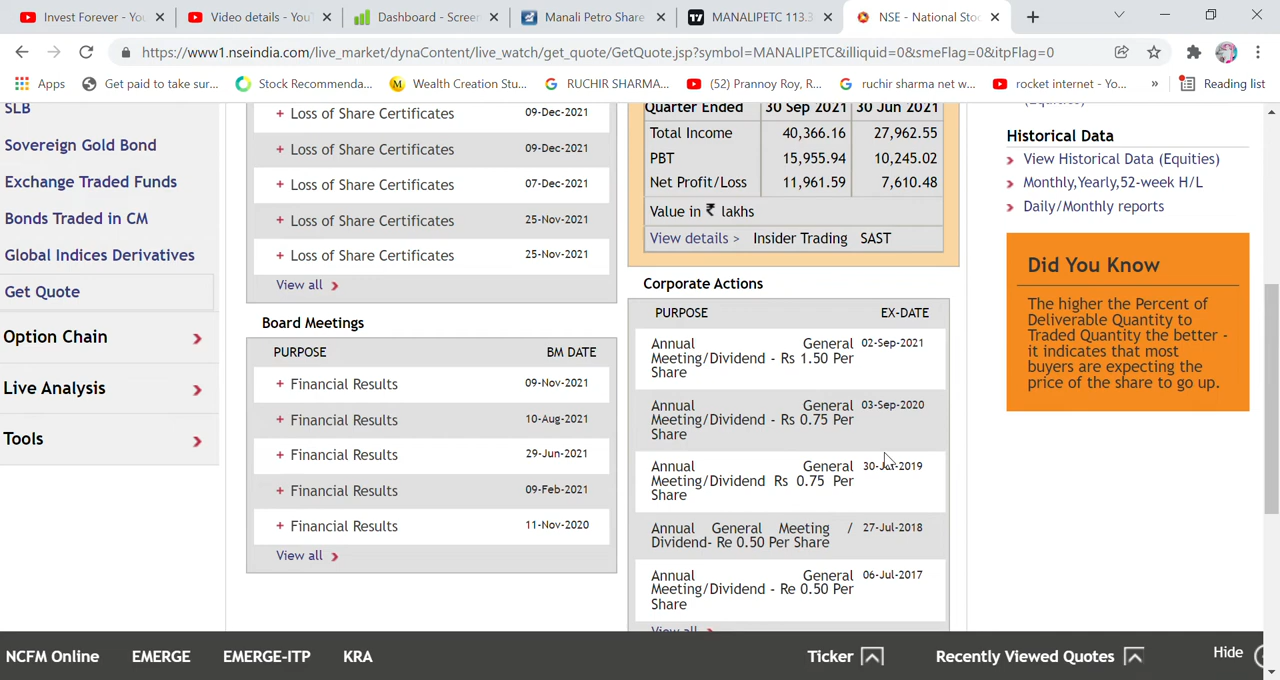 Invest Forever - You
Video details - YouT
Dashboard - Screen
Manali Petro Share
MANALIPETC 113.3
NSE - National Stoc
https://www1.nseindia.com/live_market/dynaContent/live_watch/get_quote/GetQuote.jsp?symbol=MANALIPETC&illiquid=0&smeFlag=0&itpFlag=0
Apps
Get paid to take sur...
Stock Recommenda...
Wealth Creation Stu...
RUCHIR SHARMA...
(52) Prannoy Roy, R...
ruchir sharma net w...
rocket internet - Yo...
»
Reading list
SLB
Sovereign Gold Bond
Exchange Traded Funds
Bonds Traded in CM
Global Indices Derivatives
Get Quote
Option Chain
Live Analysis
Tools
+ Loss of Share Certificates 09-Dec-2021
+ Loss of Share Certificates 09-Dec-2021
+ Loss of Share Certificates 07-Dec-2021
+ Loss of Share Certificates 25-Nov-2021
+ Loss of Share Certificates 25-Nov-2021
View all
Board Meetings
PURPOSE BM DATE
+ Financial Results 09-Nov-2021
+ Financial Results 10-Aug-2021
+ Financial Results 29-Jun-2021
+ Financial Results 09-Feb-2021
+ Financial Results 11-Nov-2020
View all
Quarter Ended 30 Sep 2021 30 Jun 2021
Total Income 40,366.16 27,962.55
PBT 15,955.94 10,245.02
Net Profit/Loss 11,961.59 7,610.48
Value in ₹ lakhs
View details > Insider Trading SAST
Corporate Actions
PURPOSE EX-DATE
Annual General 02-Sep-2021
Meeting/Dividend - Rs 1.50 Per
Share
Annual General 03-Sep-2020
Meeting/Dividend - Rs 0.75 Per
Share
Annual General 30-Jul-2019
Meeting/Dividend Rs 0.75 Per
Share
Annual General Meeting / 27-Jul-2018
Dividend- Re 0.50 Per Share
Annual General 06-Jul-2017
Meeting/Dividend - Re 0.50 Per
Share
View all
(Equities)
Historical Data
View Historical Data (Equities)
Monthly,Yearly,52-week H/L
Daily/Monthly reports
Did You Know
The higher the Percent of
Deliverable Quantity to
Traded Quantity the better -
it indicates that most
buyers are expecting the
price of the share to go up.
NCFM Online
EMERGE
EMERGE-ITP
KRA
Ticker
Recently Viewed Quotes
Hide